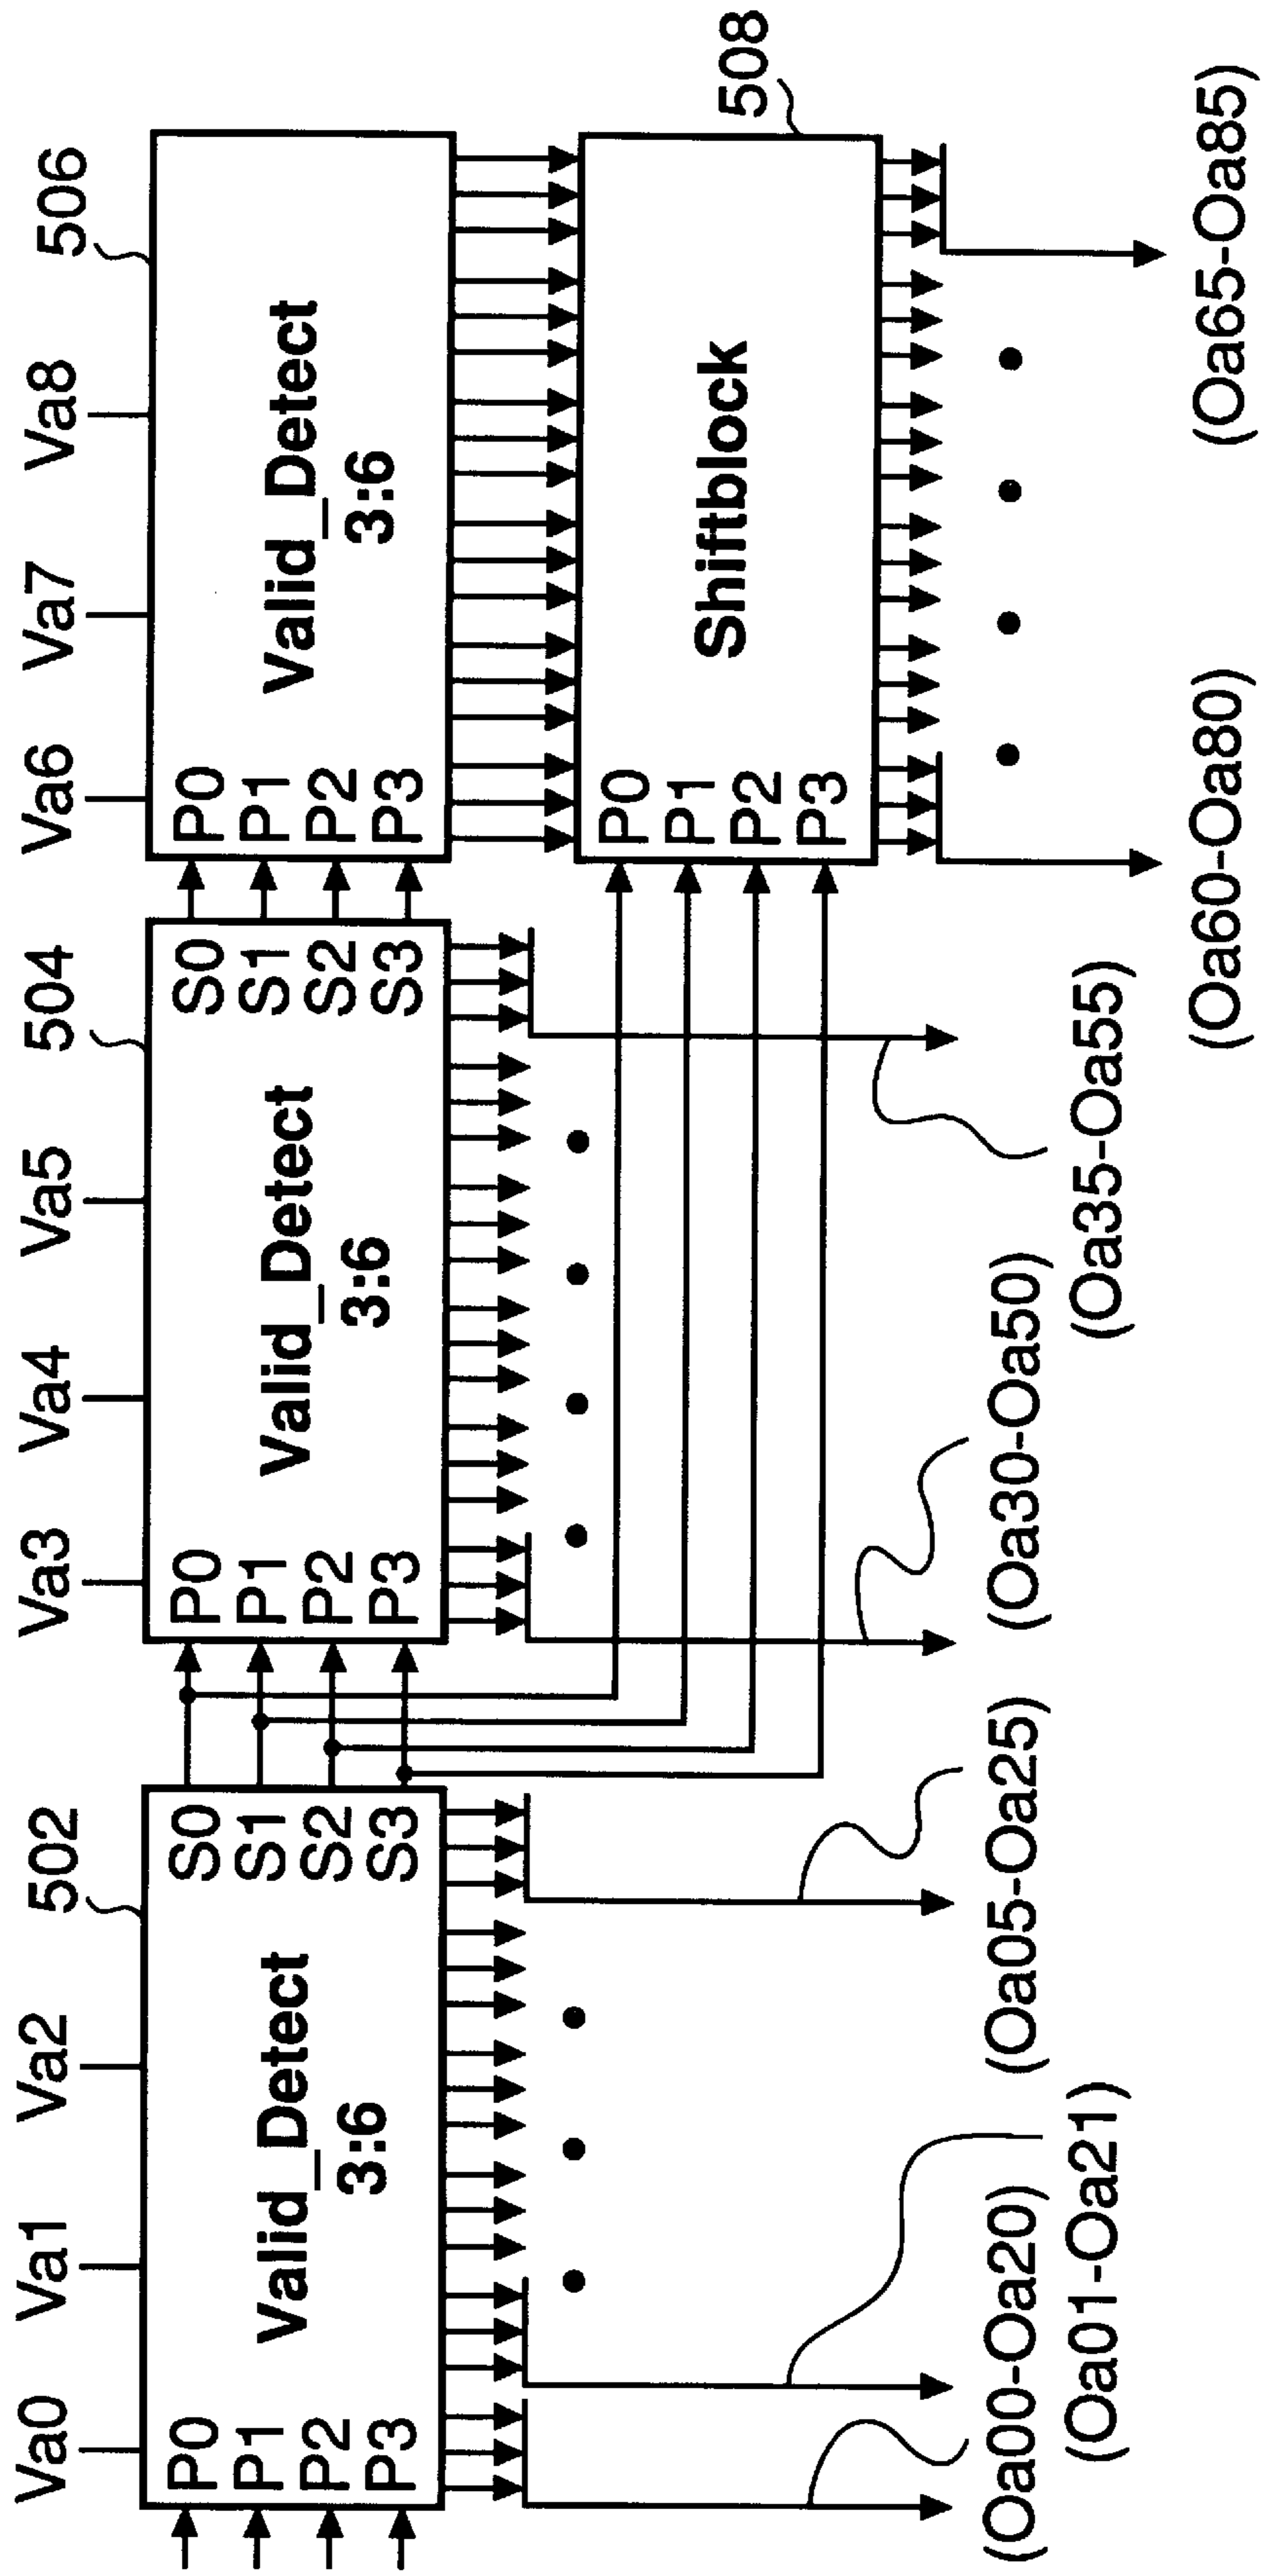 Va0 Va1 Va2 502 Va3 Va4 Va5 504 Va6 Va7 Va8 506
P0
P1
P2
P3
Valid_Detect
3:6
S0
S1
S2
S3
P0
P1
P2
P3
Valid_Detect
3:6
S0
S1
S2
S3
P0
P1
P2
P3
Valid_Detect
3:6
508
P0
P1
P2
P3
Shiftblock
(Oa00-Oa20)
(Oa01-Oa21)
(Oa05-Oa25)
(Oa30-Oa50)
(Oa35-Oa55)
(Oa60-Oa80)
(Oa65-Oa85)